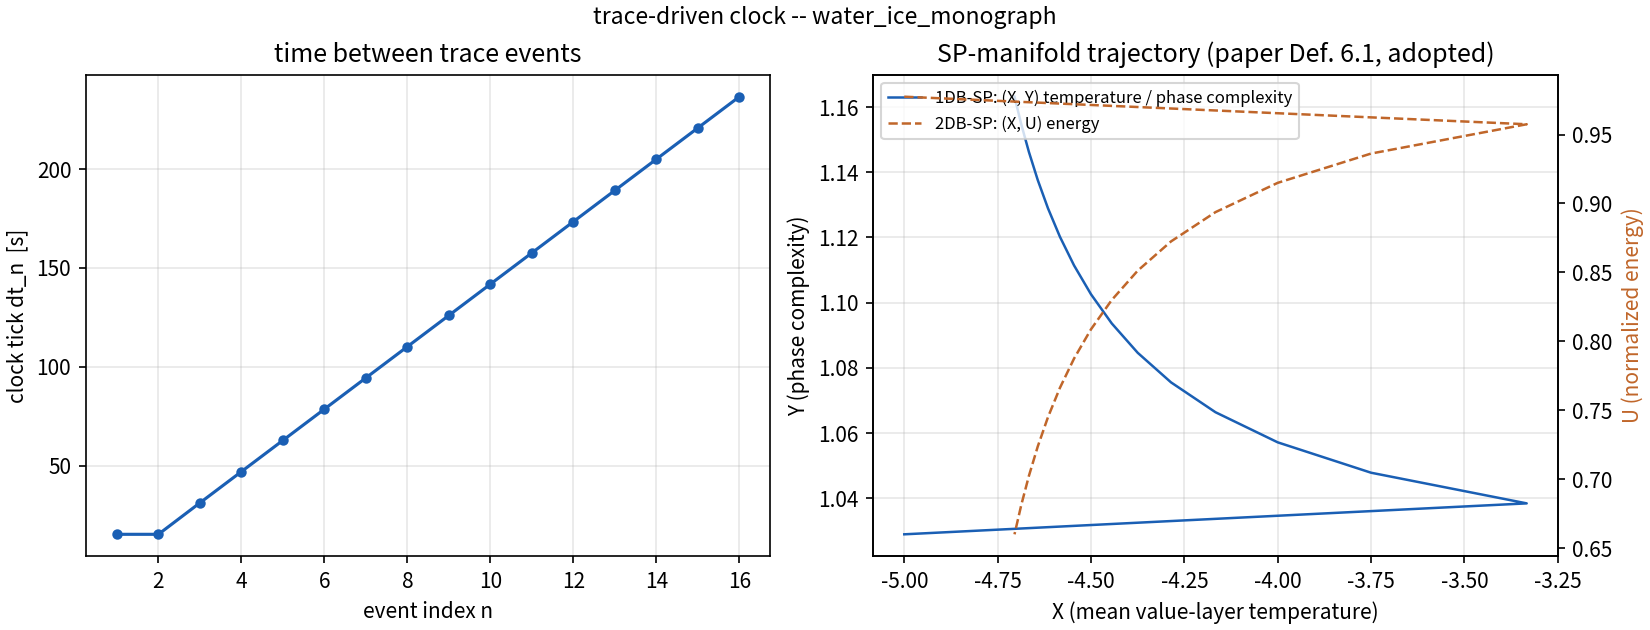 trace-driven clock -- water_ice_monograph
time between trace events
clock tick dt_n  [s]
200
150
100
50
2 4 6 8 10 12 14 16
event index n
SP-manifold trajectory (paper Def. 6.1, adopted)
1DB-SP: (X, Y) temperature / phase complexity
2DB-SP: (X, U) energy
Y (phase complexity)
1.16
1.14
1.12
1.10
1.08
1.06
1.04
-5.00 -4.75 -4.50 -4.25 -4.00 -3.75 -3.50 -3.25
X (mean value-layer temperature)
0.95
0.90
0.85
0.80
0.75
0.70
0.65
U (normalized energy)